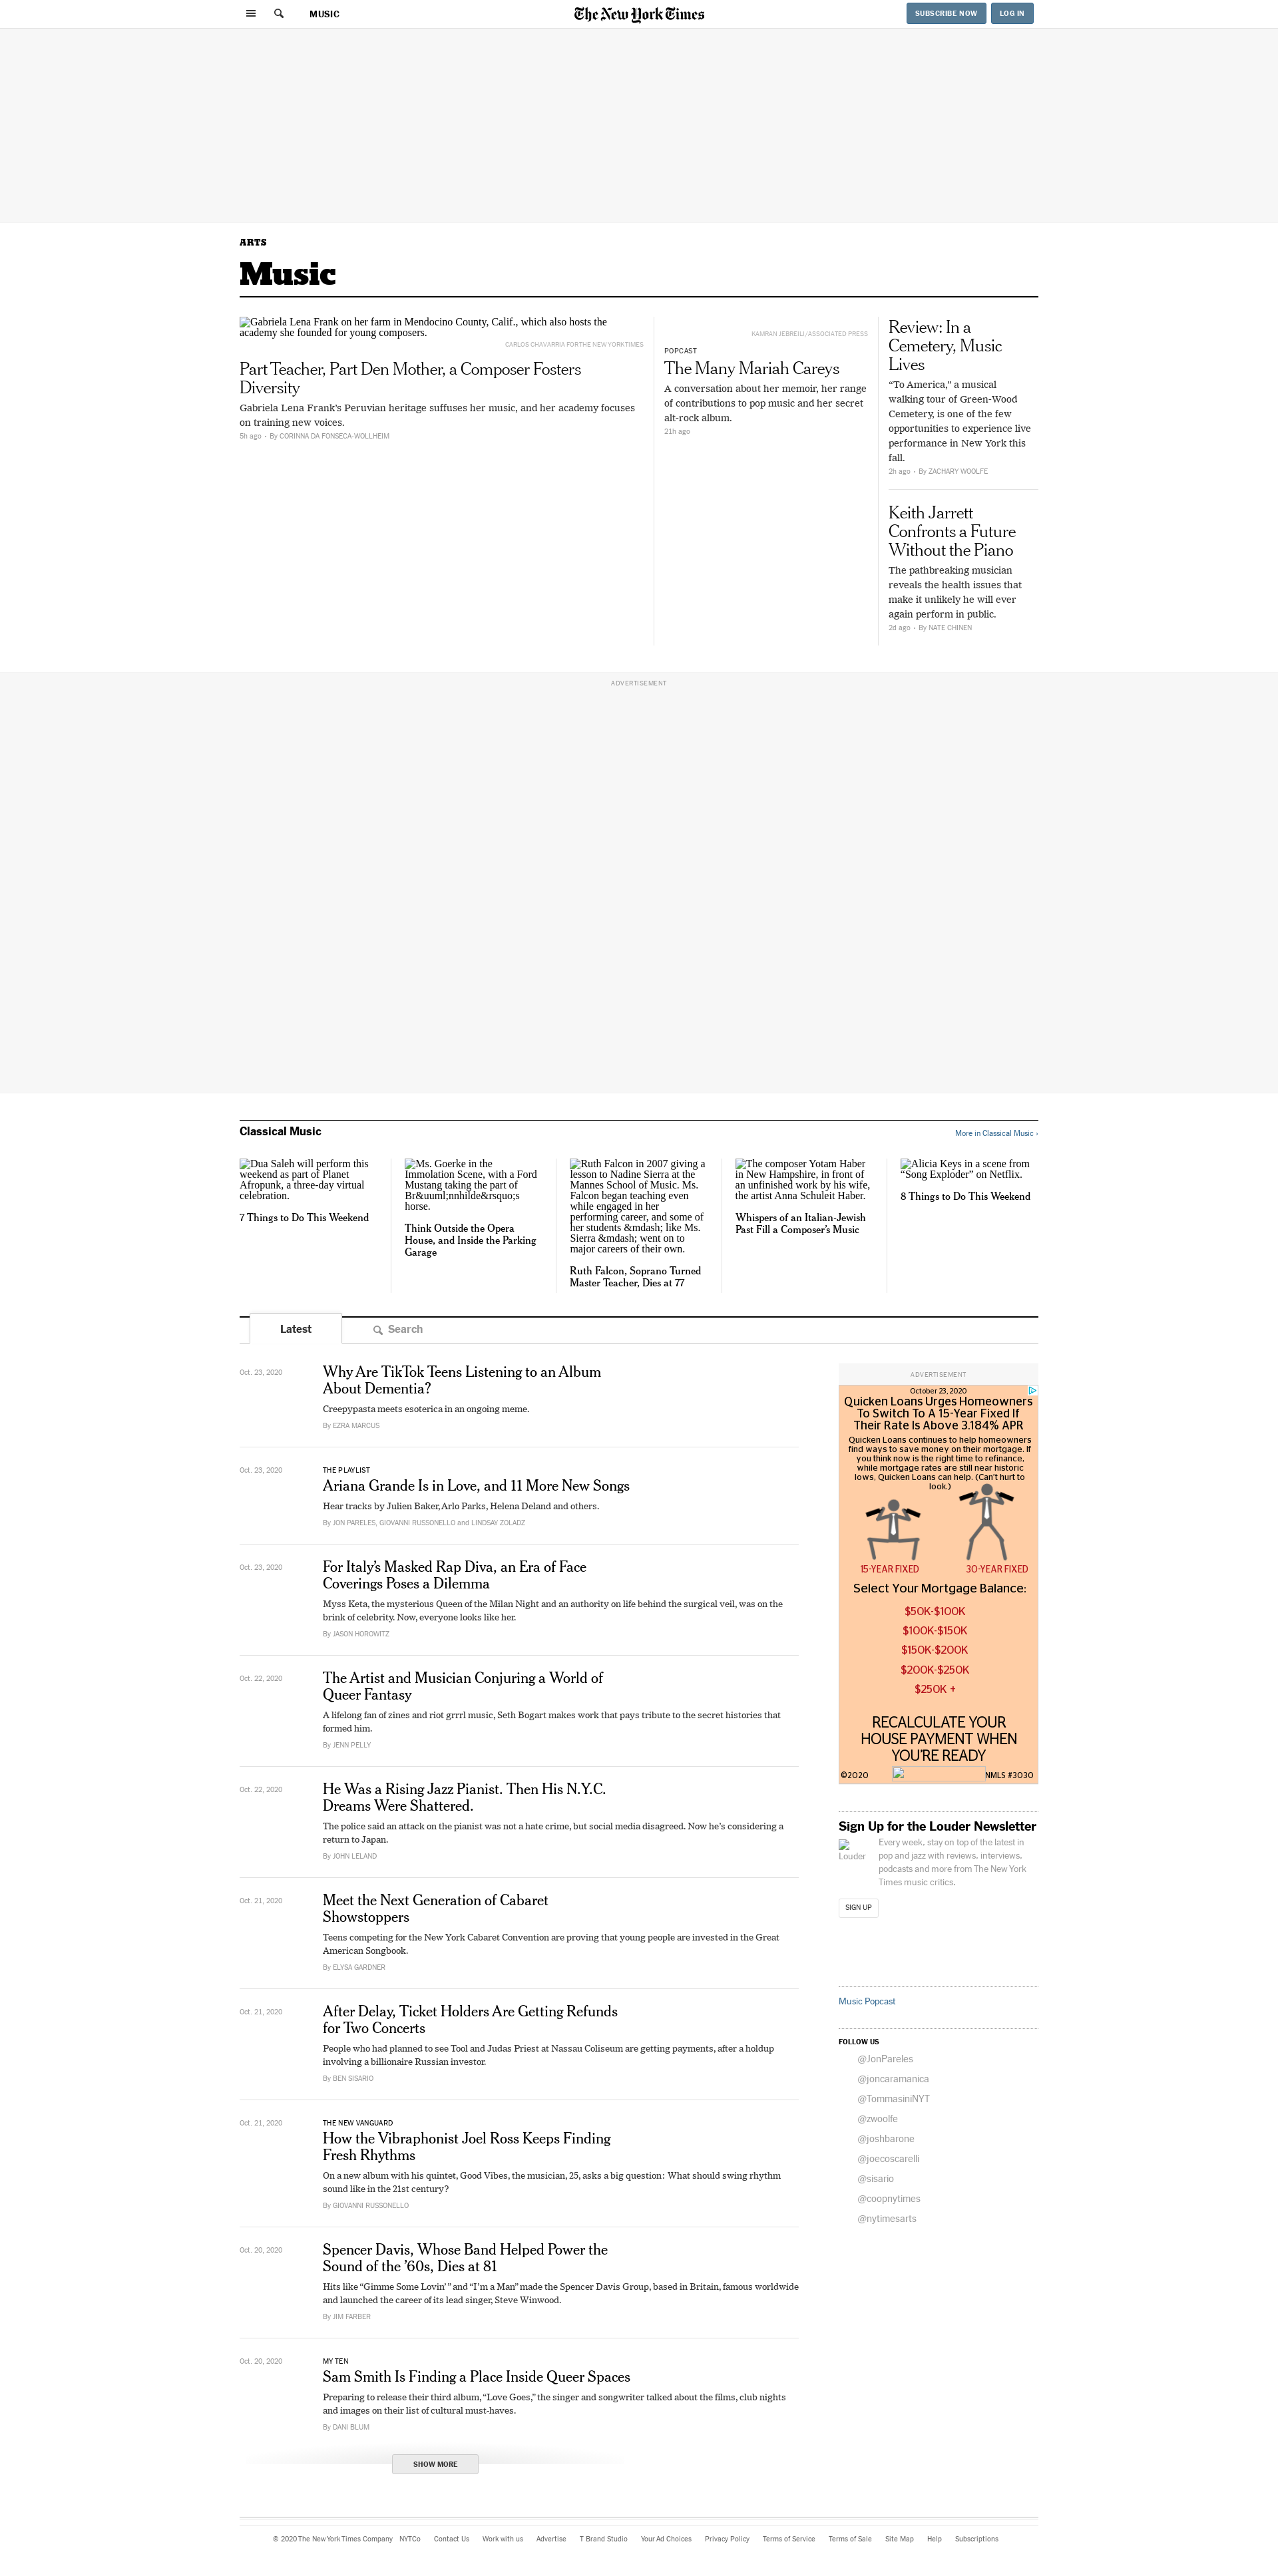 MUSIC
The New York Times
SUBSCRIBE NOW
LOG IN
ARTS
Music
Gabriela Lena Frank on her farm in Mendocino County, Calif., which also hosts the
academy she founded for young composers.
CARLOS CHAVARRIA FOR THE NEW YORK TIMES
Part Teacher, Part Den Mother, a Composer Fosters
Diversity
Gabriela Lena Frank’s Peruvian heritage suffuses her music, and her academy focuses
on training new voices.
5h ago · By CORINNA DA FONSECA-WOLLHEIM
KAMRAN JEBREILI/ASSOCIATED PRESS
POPCAST
The Many Mariah Careys
A conversation about her memoir, her range
of contributions to pop music and her secret
alt-rock album.
21h ago
Review: In a
Cemetery, Music
Lives
“To America,” a musical
walking tour of Green-Wood
Cemetery, is one of the few
opportunities to experience live
performance in New York this
fall.
2h ago · By ZACHARY WOOLFE
Keith Jarrett
Confronts a Future
Without the Piano
The pathbreaking musician
reveals the health issues that
make it unlikely he will ever
again perform in public.
2d ago · By NATE CHINEN
ADVERTISEMENT
Classical Music
More in Classical Music ›
Dua Saleh will perform this
weekend as part of Planet
Afropunk, a three-day virtual
celebration.
7 Things to Do This Weekend
Ms. Goerke in the
Immolation Scene, with a Ford
Mustang taking the part of
Br&uuml;nnhilde&rsquo;s
horse.
Think Outside the Opera
House, and Inside the Parking
Garage
Ruth Falcon in 2007 giving a
lesson to Nadine Sierra at the
Mannes School of Music. Ms.
Falcon began teaching even
while engaged in her
performing career, and some of
her students &mdash; like Ms.
Sierra &mdash; went on to
major careers of their own.
Ruth Falcon, Soprano Turned
Master Teacher, Dies at 77
The composer Yotam Haber
in New Hampshire, in front of
an unfinished work by his wife,
the artist Anna Schuleit Haber.
Whispers of an Italian-Jewish
Past Fill a Composer’s Music
Alicia Keys in a scene from
“Song Exploder” on Netflix.
8 Things to Do This Weekend
Latest
Search
Oct. 23, 2020
Why Are TikTok Teens Listening to an Album
About Dementia?
Creepypasta meets esoterica in an ongoing meme.
By EZRA MARCUS
Oct. 23, 2020
THE PLAYLIST
Ariana Grande Is in Love, and 11 More New Songs
Hear tracks by Julien Baker, Arlo Parks, Helena Deland and others.
By JON PARELES, GIOVANNI RUSSONELLO and LINDSAY ZOLADZ
Oct. 23, 2020
For Italy’s Masked Rap Diva, an Era of Face
Coverings Poses a Dilemma
Myss Keta, the mysterious Queen of the Milan Night and an authority on life behind the surgical veil, was on the
brink of celebrity. Now, everyone looks like her.
By JASON HOROWITZ
Oct. 22, 2020
The Artist and Musician Conjuring a World of
Queer Fantasy
A lifelong fan of zines and riot grrrl music, Seth Bogart makes work that pays tribute to the secret histories that
formed him.
By JENN PELLY
Oct. 22, 2020
He Was a Rising Jazz Pianist. Then His N.Y.C.
Dreams Were Shattered.
The police said an attack on the pianist was not a hate crime, but social media disagreed. Now he’s considering a
return to Japan.
By JOHN LELAND
Oct. 21, 2020
Meet the Next Generation of Cabaret
Showstoppers
Teens competing for the New York Cabaret Convention are proving that young people are invested in the Great
American Songbook.
By ELYSA GARDNER
Oct. 21, 2020
After Delay, Ticket Holders Are Getting Refunds
for Two Concerts
People who had planned to see Tool and Judas Priest at Nassau Coliseum are getting payments, after a holdup
involving a billionaire Russian investor.
By BEN SISARIO
Oct. 21, 2020
THE NEW VANGUARD
How the Vibraphonist Joel Ross Keeps Finding
Fresh Rhythms
On a new album with his quintet, Good Vibes, the musician, 25, asks a big question: What should swing rhythm
sound like in the 21st century?
By GIOVANNI RUSSONELLO
Oct. 20, 2020
Spencer Davis, Whose Band Helped Power the
Sound of the ’60s, Dies at 81
Hits like “Gimme Some Lovin’ ” and “I’m a Man” made the Spencer Davis Group, based in Britain, famous worldwide
and launched the career of its lead singer, Steve Winwood.
By JIM FARBER
Oct. 20, 2020
MY TEN
Sam Smith Is Finding a Place Inside Queer Spaces
Preparing to release their third album, “Love Goes,” the singer and songwriter talked about the films, club nights
and images on their list of cultural must-haves.
By DANI BLUM
SHOW MORE
ADVERTISEMENT
October 23, 2020
Quicken Loans Urges Homeowners
To Switch To A 15-Year Fixed If
Their Rate Is Above 3.184% APR
Quicken Loans continues to help homeowners
find ways to save money on their mortgage. If
you think now is the right time to refinance,
while mortgage rates are still near historic
lows, Quicken Loans can help. (Can't hurt to
look.)
15-YEAR FIXED
30-YEAR FIXED
Select Your Mortgage Balance:
$50K-$100K
$100K-$150K
$150K-$200K
$200K-$250K
$250K +
RECALCULATE YOUR
HOUSE PAYMENT WHEN
YOU'RE READY
©2020
NMLS #3030
Sign Up for the Louder Newsletter
Louder
Every week, stay on top of the latest in
pop and jazz with reviews, interviews,
podcasts and more from The New York
Times music critics.
SIGN UP
Music Popcast
FOLLOW US
@JonPareles
@joncaramanica
@TommasiniNYT
@zwoolfe
@joshbarone
@joecoscarelli
@sisario
@coopnytimes
@nytimesarts
© 2020 The New York Times Company NYTCo Contact Us Work with us Advertise T Brand Studio Your Ad Choices Privacy Policy Terms of Service Terms of Sale Site Map Help Subscriptions